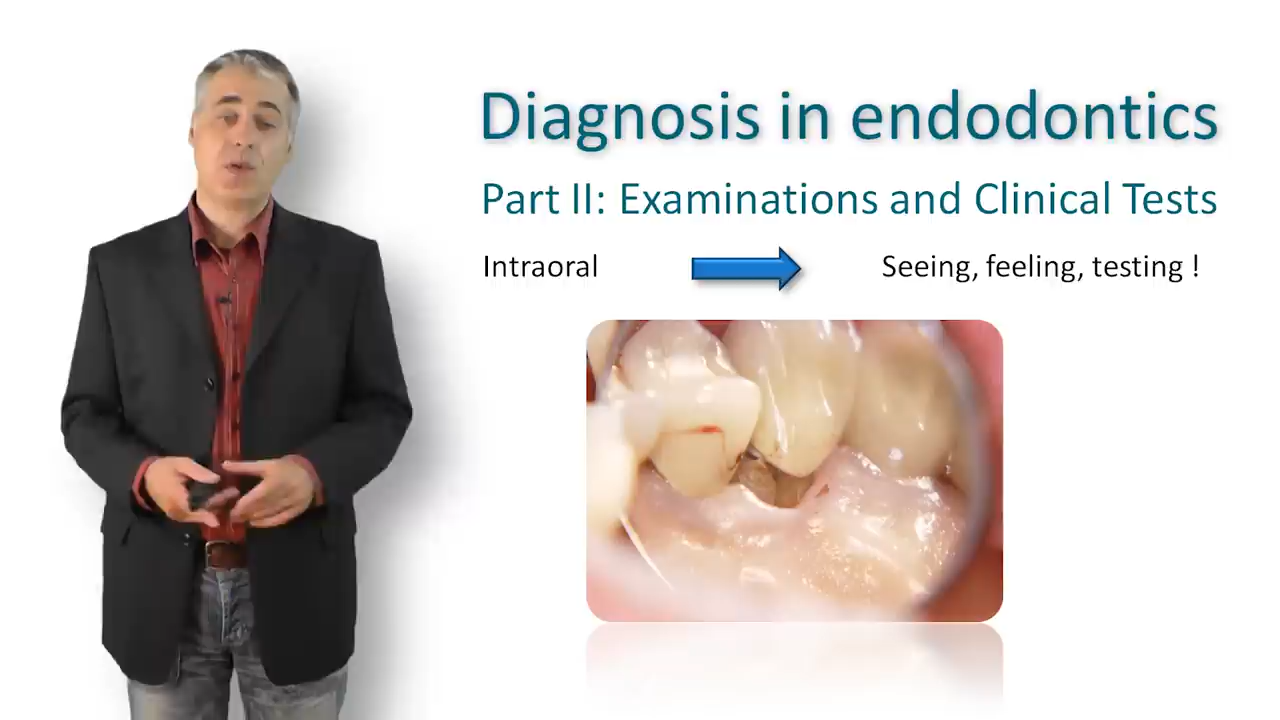 Diagnosis in endodontics
Part II: Examinations and Clinical Tests
Intraoral
Seeing, feeling, testing !